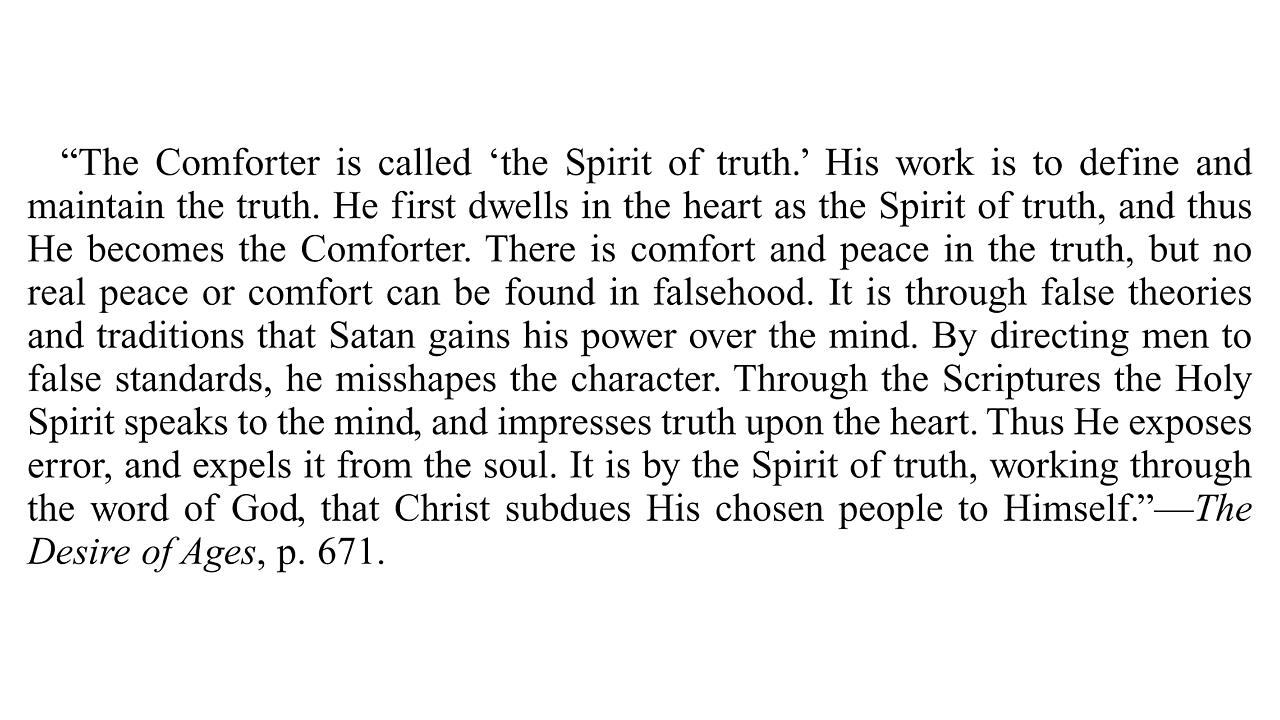 “The Comforter is called ‘the Spirit of truth.’ His work is to define and
maintain the truth. He first dwells in the heart as the Spirit of truth, and thus
He becomes the Comforter. There is comfort and peace in the truth, but no
real peace or comfort can be found in falsehood. It is through false theories
and traditions that Satan gains his power over the mind. By directing men to
false standards, he misshapes the character. Through the Scriptures the Holy
Spirit speaks to the mind, and impresses truth upon the heart. Thus He exposes
error, and expels it from the soul. It is by the Spirit of truth, working through
the word of God, that Christ subdues His chosen people to Himself.”—The
Desire of Ages, p. 671.